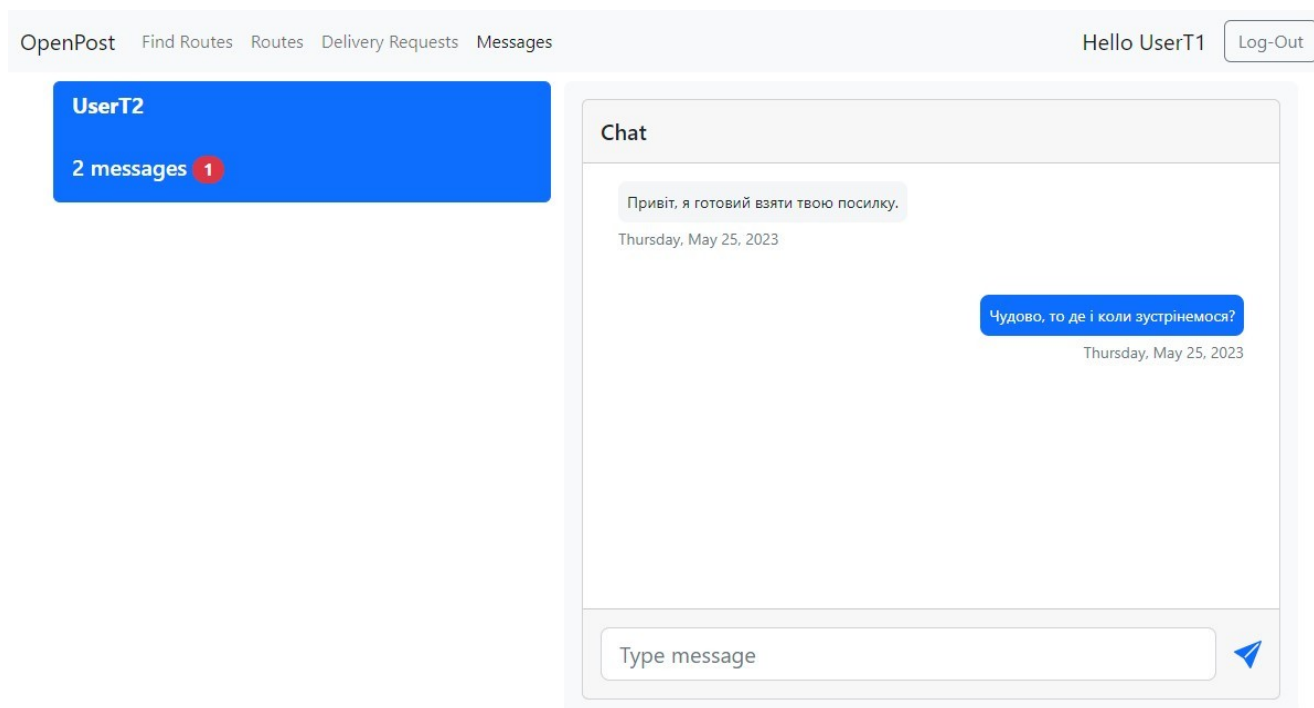 OpenPost Find Routes Routes Delivery Requests Messages Hello UserT1 Log-Out
UserT2
2 messages 1
Chat
Привіт, я готовий взяти твою посилку.
Thursday, May 25, 2023
Чудово, то де і коли зустрінемося?
Thursday, May 25, 2023
Type message